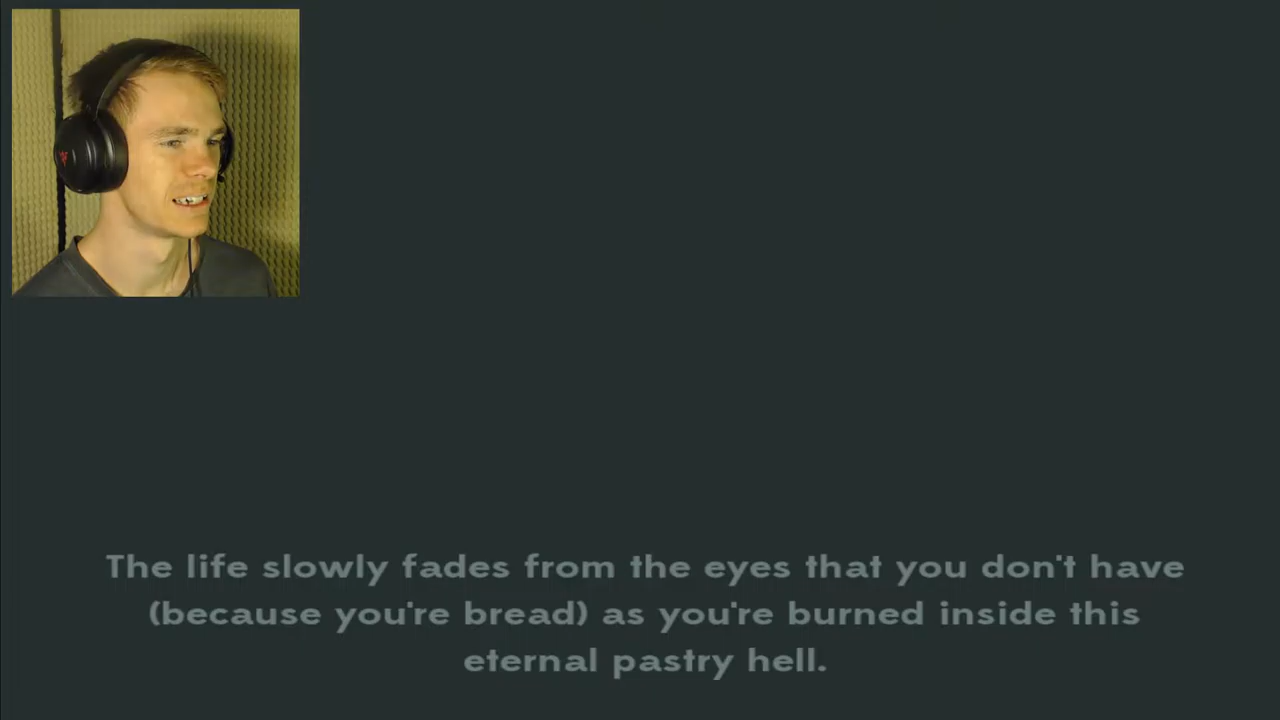 The life slowly fades from the eyes that you don't have
(because you're bread) as you're burned inside this
eternal pastry hell.